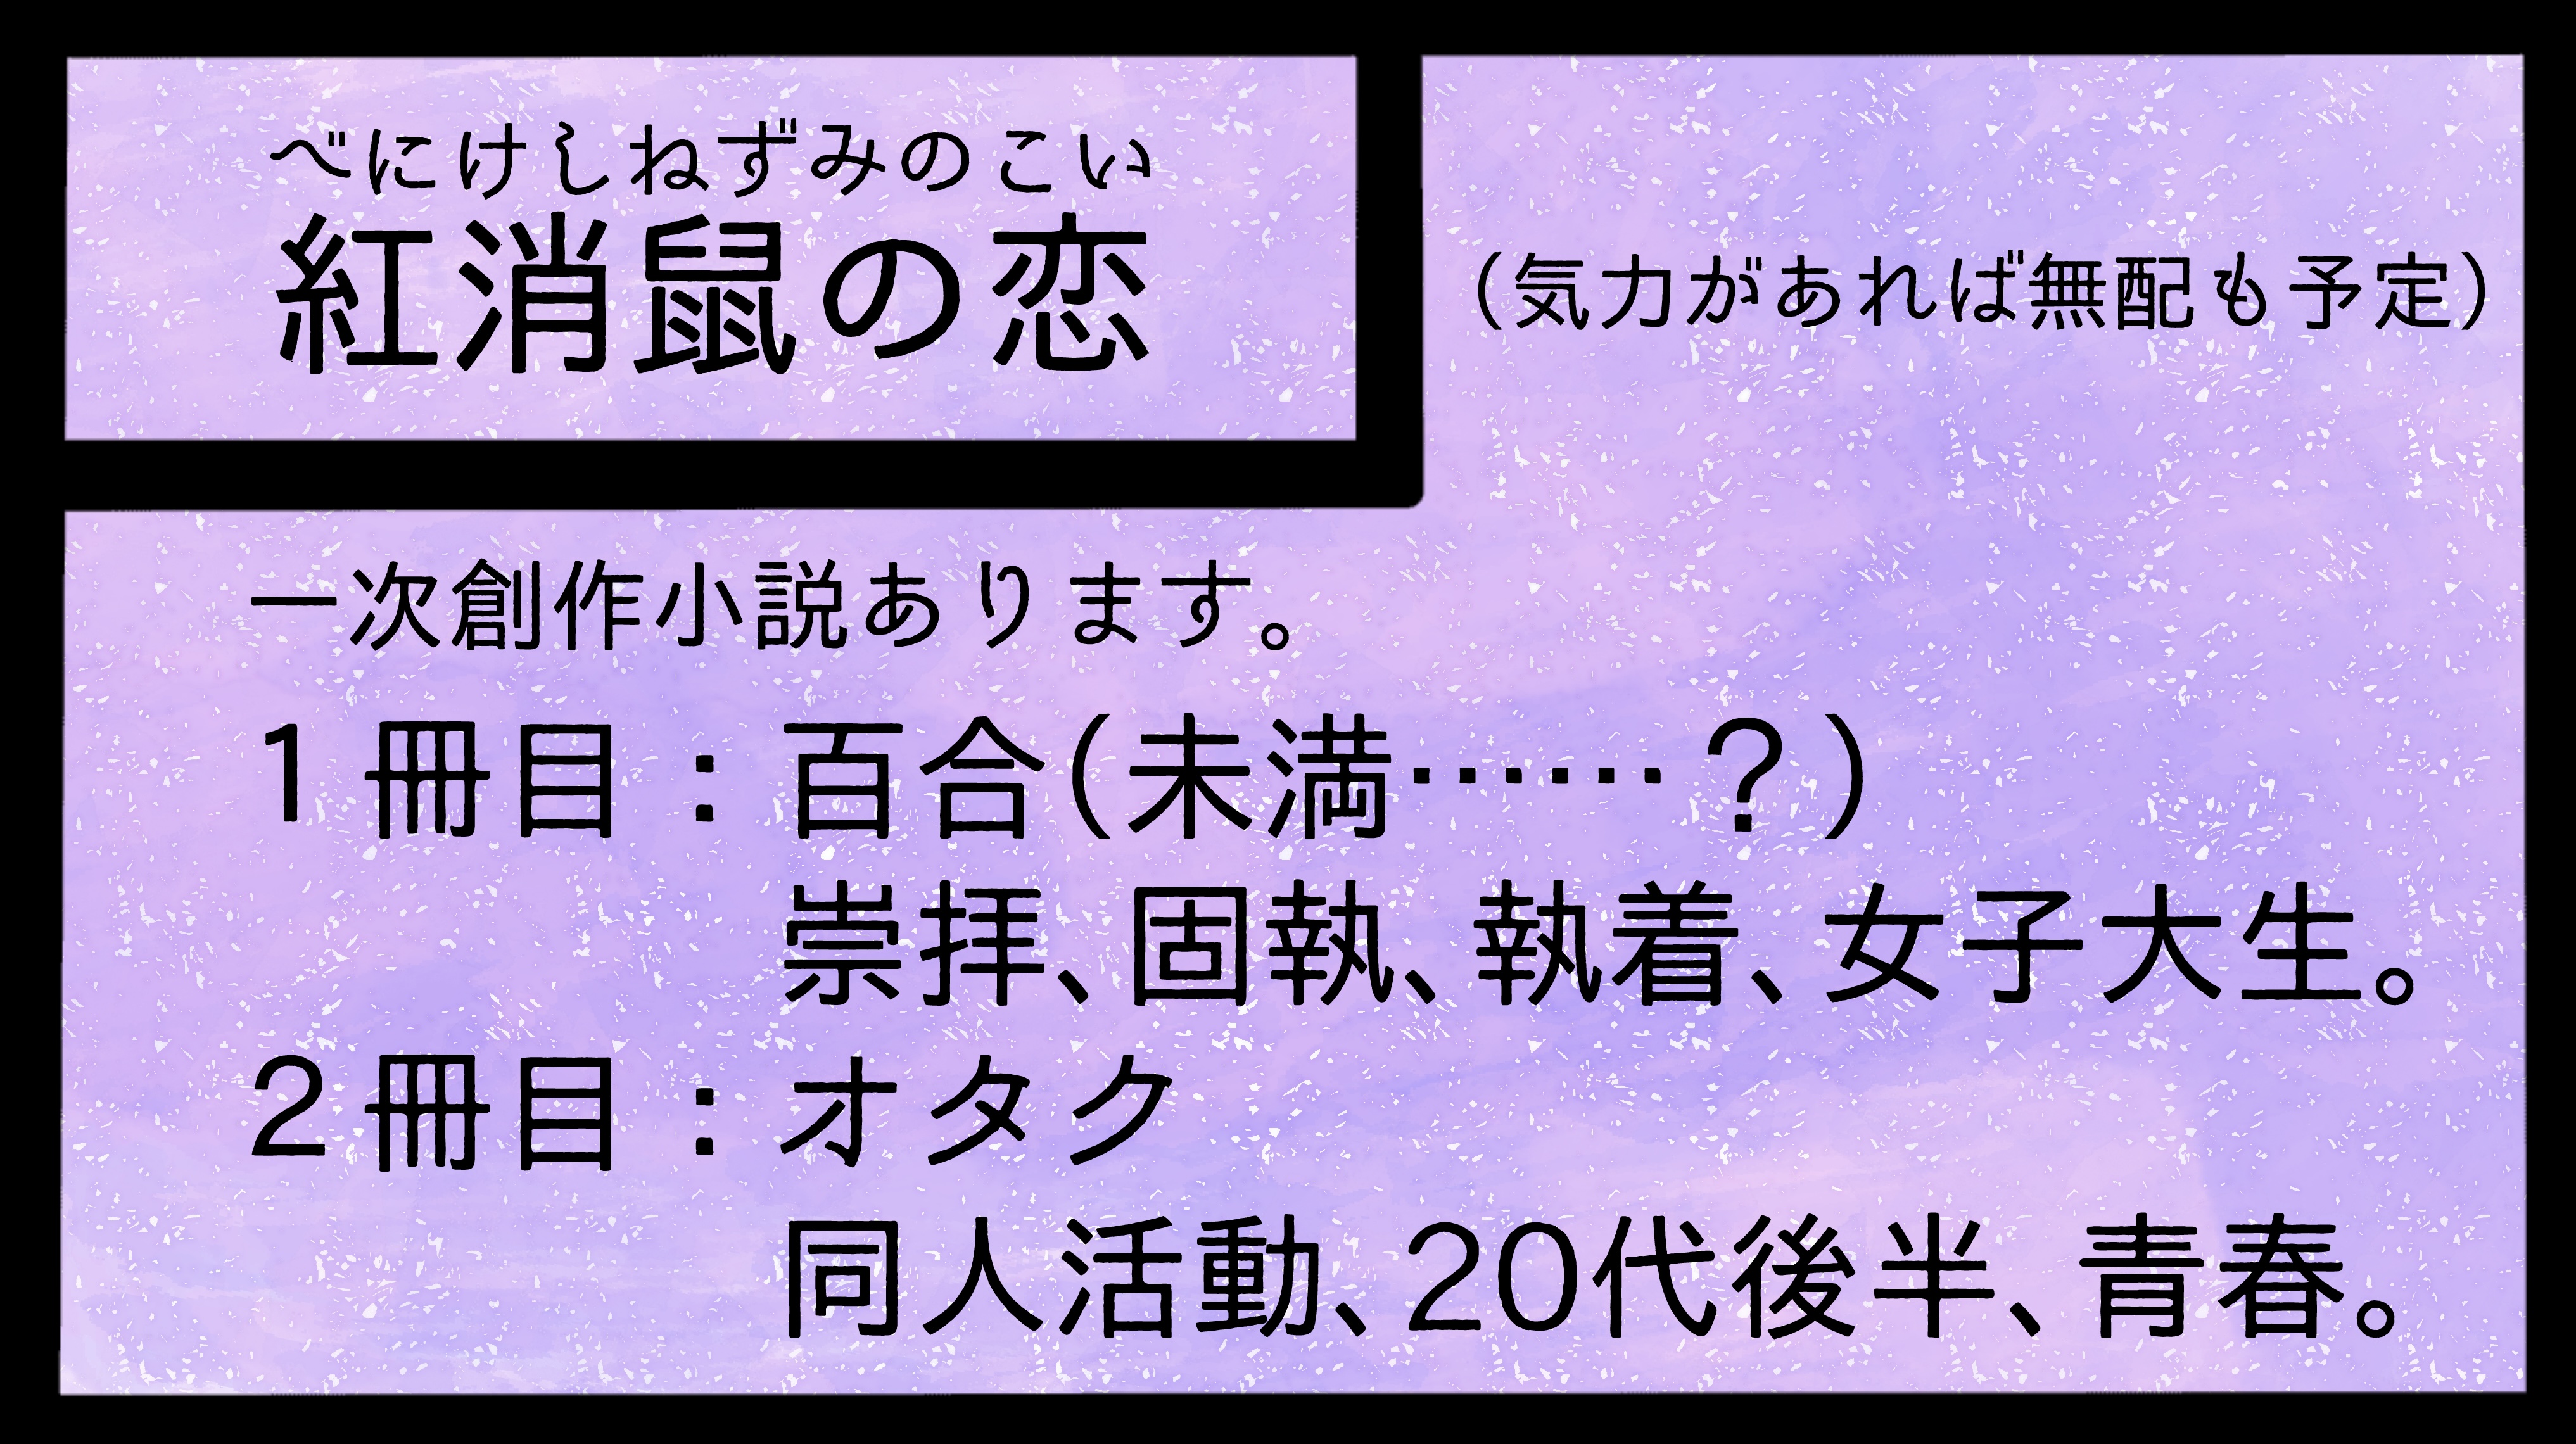 べにけしねずみのこい
紅消鼠の恋
（気力があれば無配も予定）
一次創作小説あります。
１冊目：百合（未満……？）
崇拝、固執、執着、女子大生。
２冊目：オタク
同人活動、20代後半、青春。